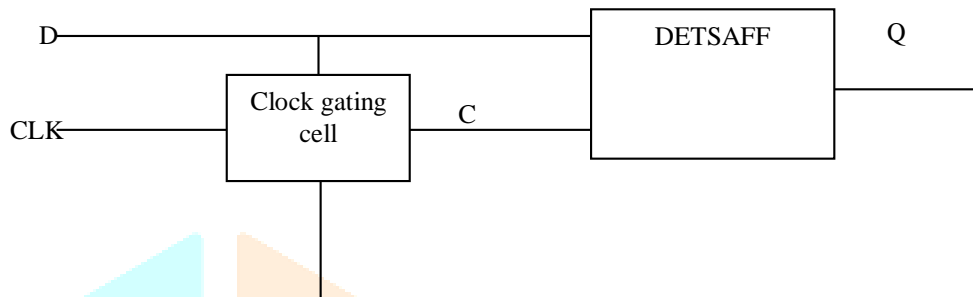 D
DETSAFF
Q
Clock gating
cell
C
CLK